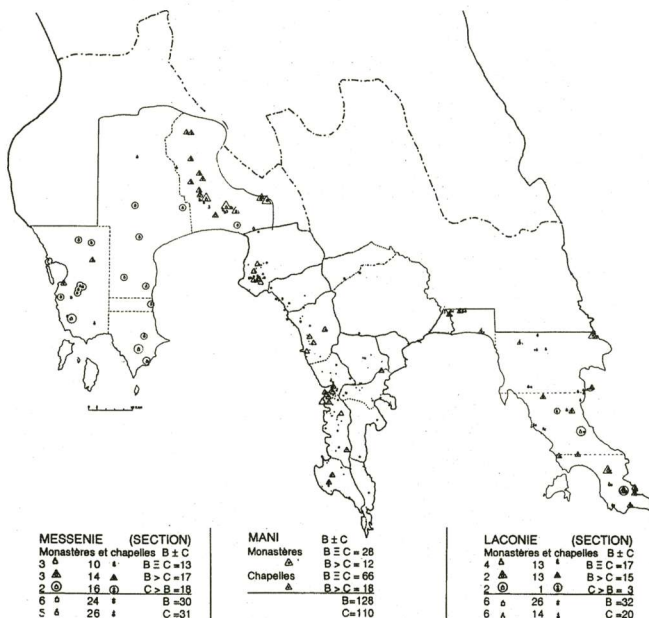 MESSENIE (SECTION)
Monastères et chapelles B ± C
3 10 B Ξ C = 13
3 14 B > C = 17
2 16 C > B = 18
6 24 B = 30
5 26 C = 31
MANI B ± C
Monastères B Ξ C = 28
B > C = 12
Chapelles B Ξ C = 66
B > C = 18
B = 128
C = 110
LACONIE (SECTION)
Monastères et chapelles B ± C
4 13 B Ξ C = 17
2 13 B > C = 15
2 1 C > B = 3
6 26 B = 32
6 14 C = 20